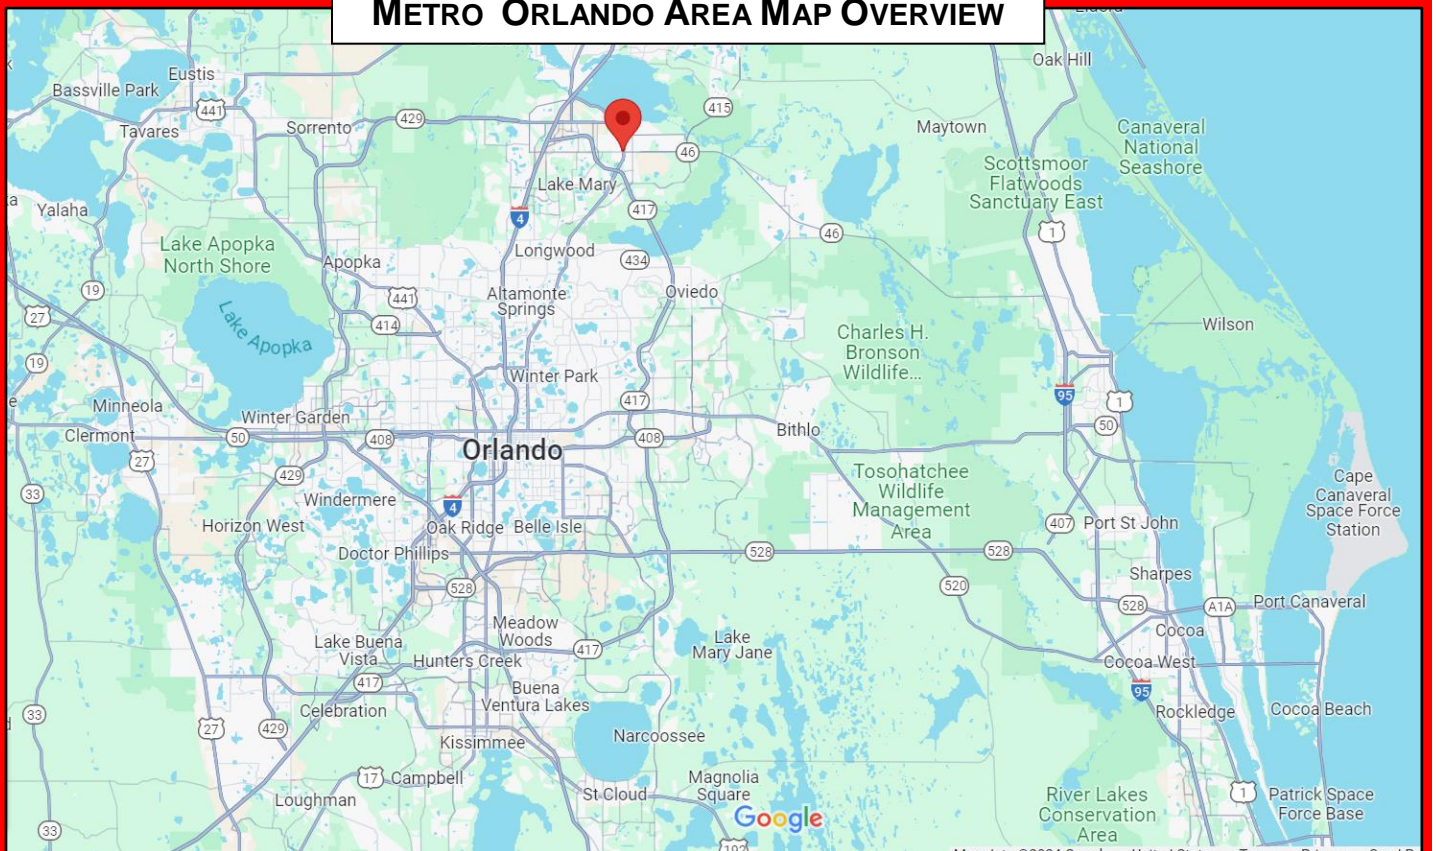 METRO ORLANDO AREA MAP OVERVIEW
Oak Hill
Eustis
Bassville Park
441
Tavares
Sorrento
429
415
Maytown
Canaveral
National
Seashore
46
Scottsmoor
Flatwoods
Sanctuary East
Lake Mary
Yalaha
4
417
1
46
Lake Apopka
North Shore
Longwood
Apopka
434
19
441
Altamonte
Springs
Oviedo
27
414
Lake Apopka
Charles H.
Bronson
Wildlife...
Wilson
19
Winter Park
95
1
417
Minneola
Winter Garden
Clermont
50
408
Orlando
408
Bithlo
50
27
429
Tosohatchee
Wildlife
Management
Area
Cape
Canaveral
Space Force
Station
33
Windermere
4
Horizon West
Oak Ridge
Belle Isle
407
Port St John
Doctor Phillips
528
528
528
520
Sharpes
528
A1A
Port Canaveral
Meadow
Woods
Lake
Mary Jane
Cocoa
Lake Buena
Vista
Hunters Creek
417
Cocoa West
417
95
Buena
Ventura Lakes
Celebration
33
27
429
Rockledge
Cocoa Beach
Kissimmee
Narcoossee
17
Campbell
Magnolia
Square
Loughman
St Cloud
1
Patrick Space
Force Base
River Lakes
Conservation
Area
Google
33
192